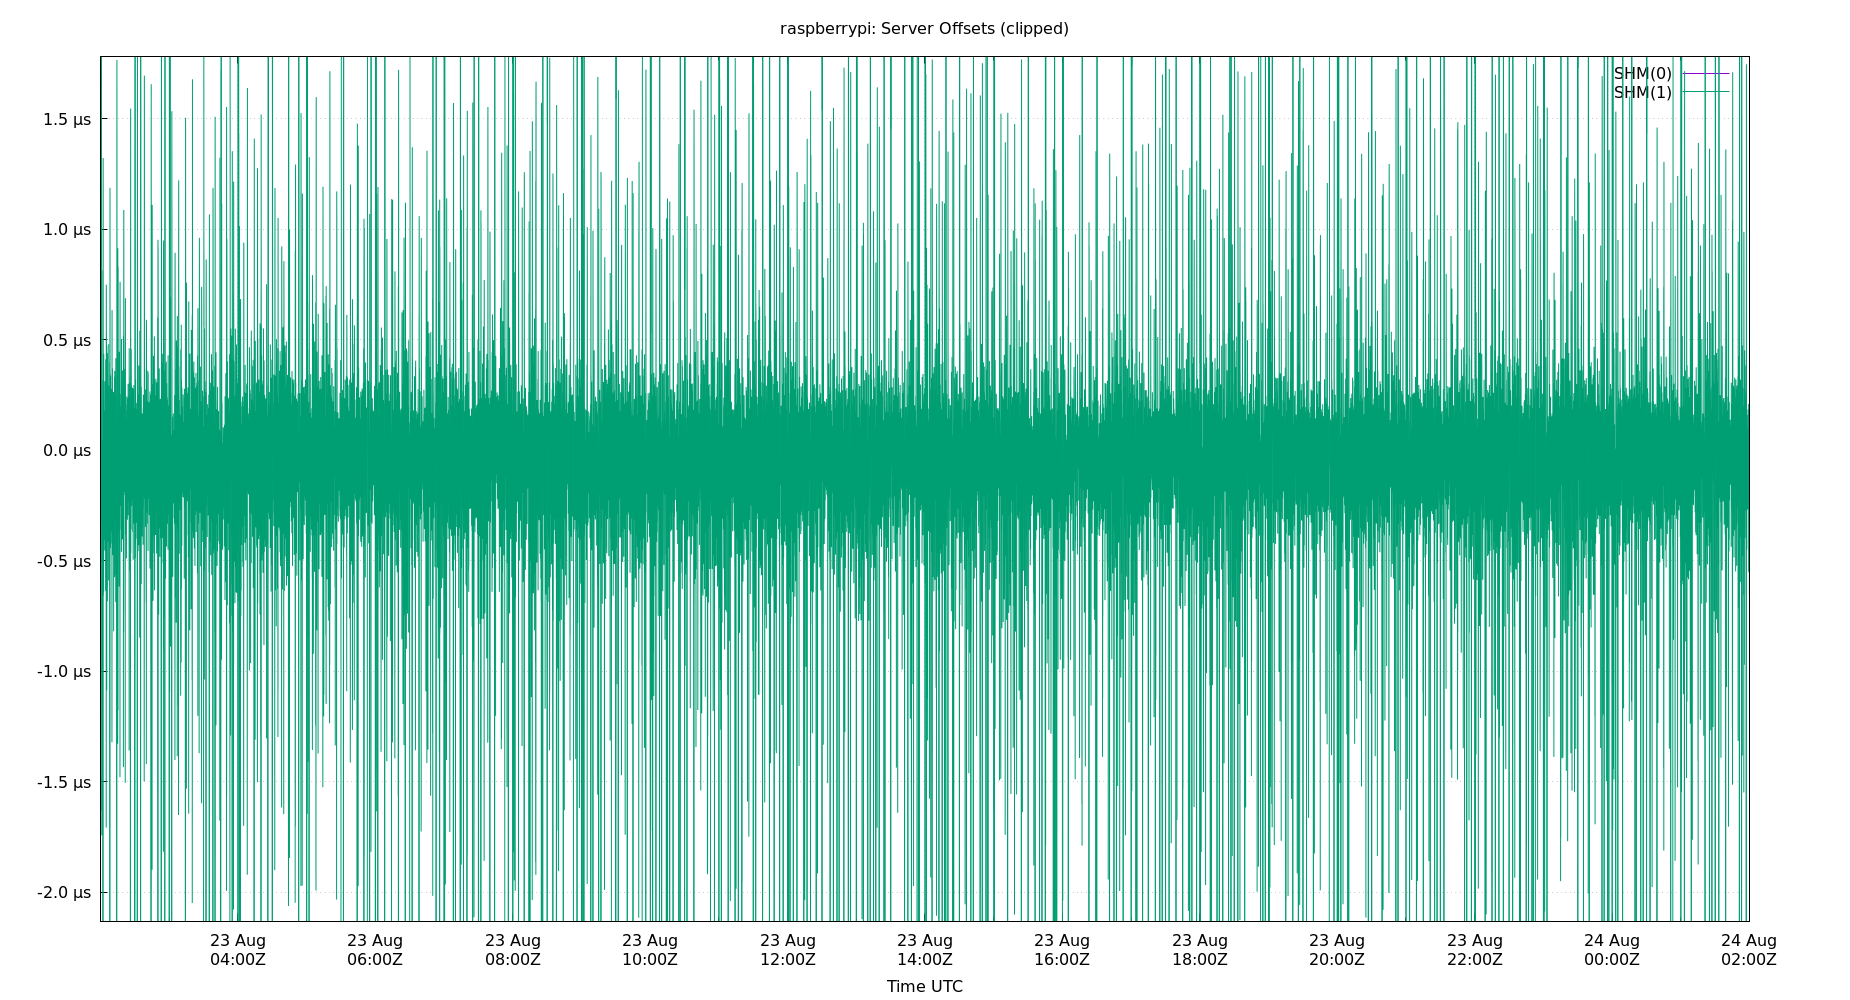 raspberrypi: Server Offsets (clipped)
SHM(0)
SHM(1)
1.5 µs
1.0 µs
0.5 µs
0.0 µs
-0.5 µs
-1.0 µs
-1.5 µs
-2.0 µs
23 Aug 23 Aug 23 Aug 23 Aug 23 Aug 23 Aug 23 Aug 23 Aug 23 Aug 23 Aug 24 Aug 24 Aug
04:00Z 06:00Z 08:00Z 10:00Z 12:00Z 14:00Z 16:00Z 18:00Z 20:00Z 22:00Z 00:00Z 02:00Z
Time UTC